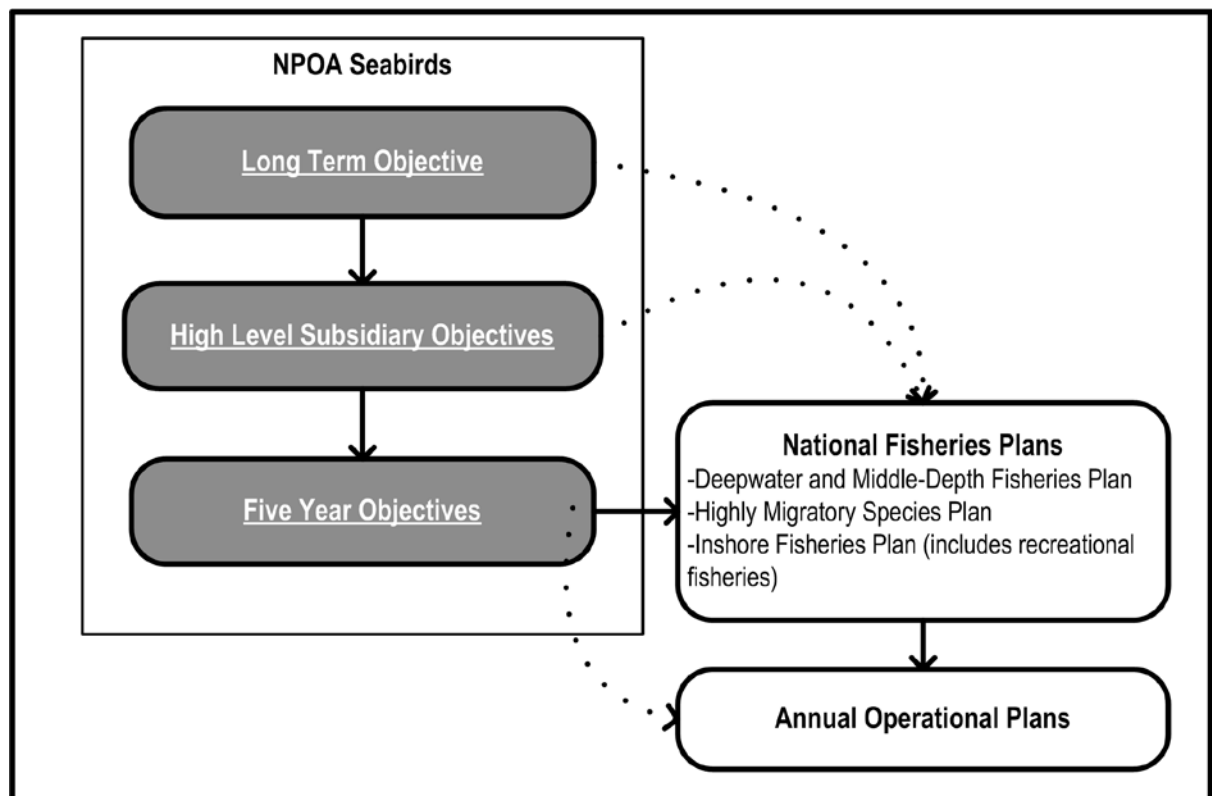 NPOA Seabirds
Long Term Objective
High Level Subsidiary Objectives
Five Year Objectives
National Fisheries Plans
-Deepwater and Middle-Depth Fisheries Plan
-Highly Migratory Species Plan
-Inshore Fisheries Plan (includes recreational
fisheries)
Annual Operational Plans